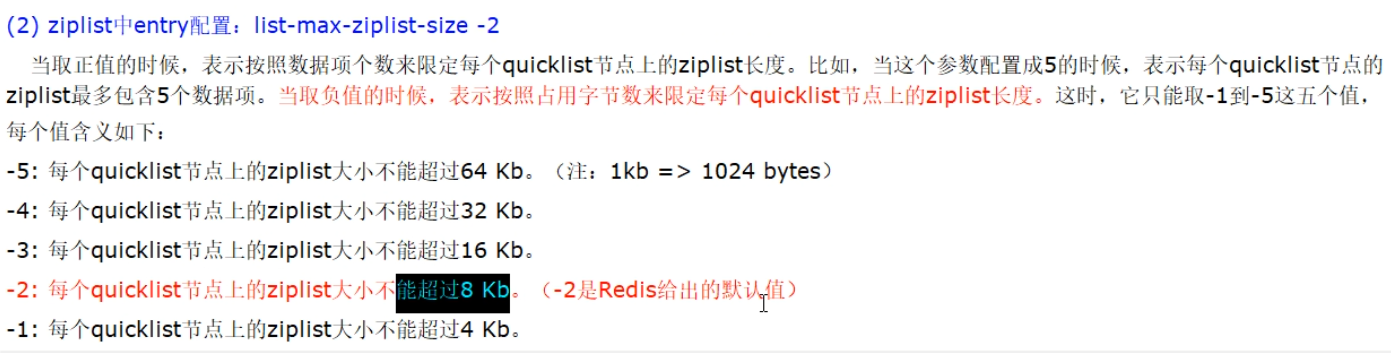 (2) ziplist中entry配置：list-max-ziplist-size -2
当取正值的时候，表示按照数据项个数来限定每个quicklist节点上的ziplist长度。比如，当这个参数配置成5的时候，表示每个quicklist节点的
ziplist最多包含5个数据项。当取负值的时候，表示按照占用字节数来限定每个quicklist节点上的ziplist长度。这时，它只能取-1到-5这五个值，
每个值含义如下：
-5: 每个quicklist节点上的ziplist大小不能超过64 Kb。（注：1kb => 1024 bytes）
-4: 每个quicklist节点上的ziplist大小不能超过32 Kb。
-3: 每个quicklist节点上的ziplist大小不能超过16 Kb。
-2: 每个quicklist节点上的ziplist大小不能超过8 Kb。（-2是Redis给出的默认值）
-1: 每个quicklist节点上的ziplist大小不能超过4 Kb。